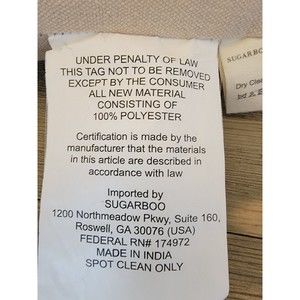 UNDER PENALTY OF LAW
THIS TAG NOT TO BE REMOVED
EXCEPT BY THE CONSUMER
ALL NEW MATERIAL
CONSISTING OF
100% POLYESTER
Certification is made by the
manufacturer that the materials
in this article are described in
accordance with law
Imported by
SUGARBOO
1200 Northmeadow Pkwy, Suite 160,
Roswell, GA 30076 (USA)
FEDERAL RN# 174972
MADE IN INDIA
SPOT CLEAN ONLY
SUGARBOO
Dry Clea